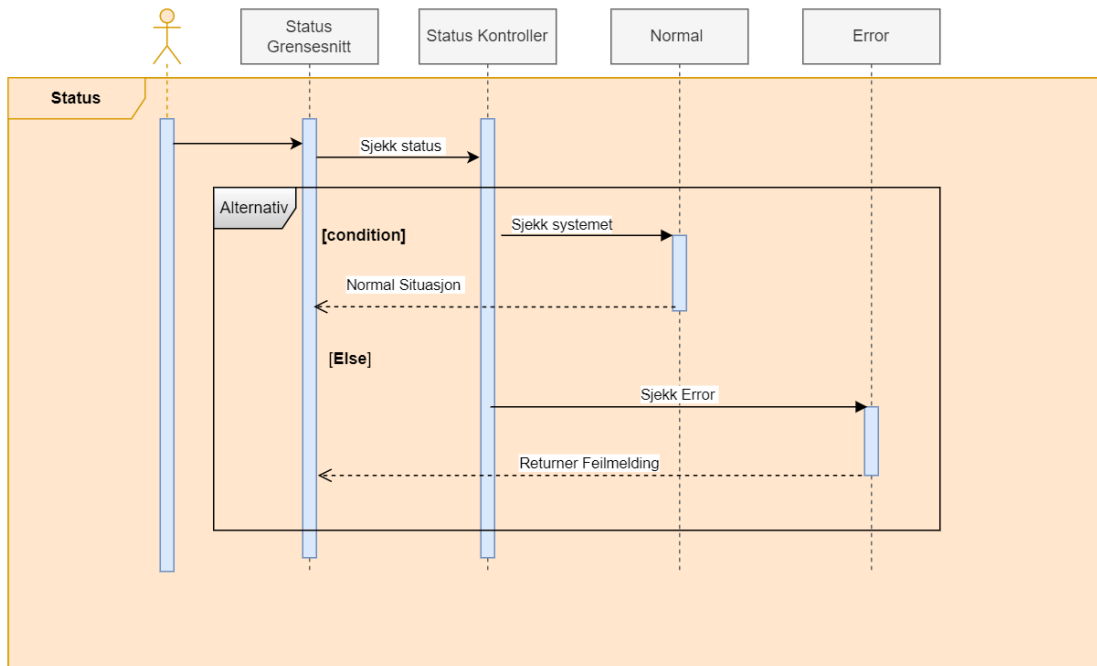 Status
Grensesnitt
Status Kontroller
Normal
Error
Status
Sjekk status
Alternativ
[condition]
Sjekk systemet
Normal Situasjon
[Else]
Sjekk Error
Returner Feilmelding